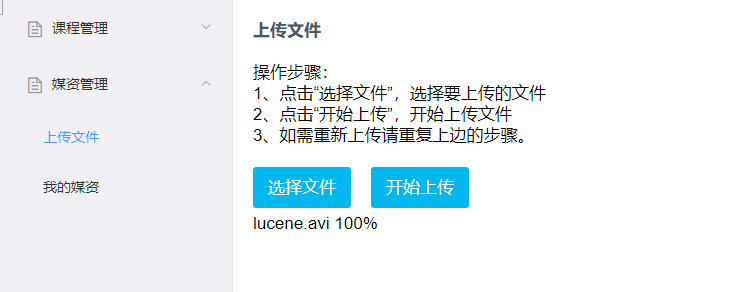 课程管理
媒资管理
上传文件
我的媒资
上传文件
操作步骤：
1、点击“选择文件”，选择要上传的文件
2、点击“开始上传”，开始上传文件
3、如需重新上传请重复上边的步骤。
选择文件 开始上传
lucene.avi 100%